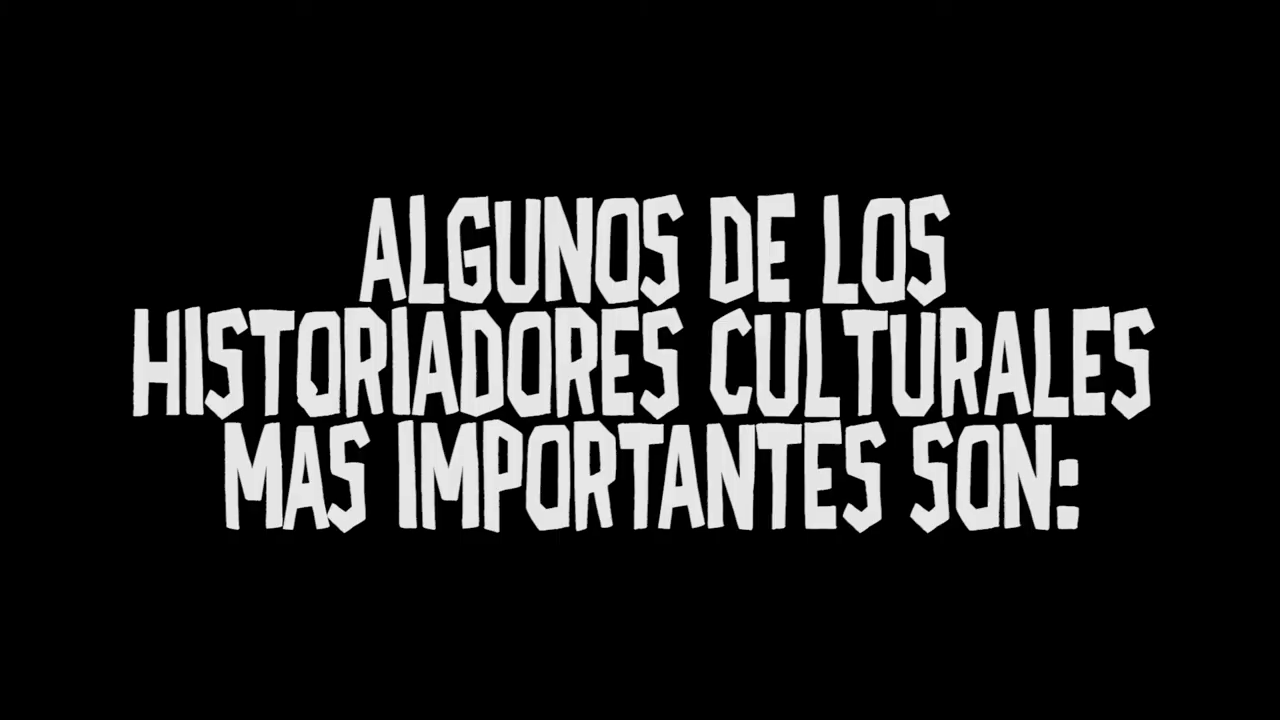 ALGUNOS DE LOS
HISTORIADORES CULTURALES
MAS IMPORTANTES SON: